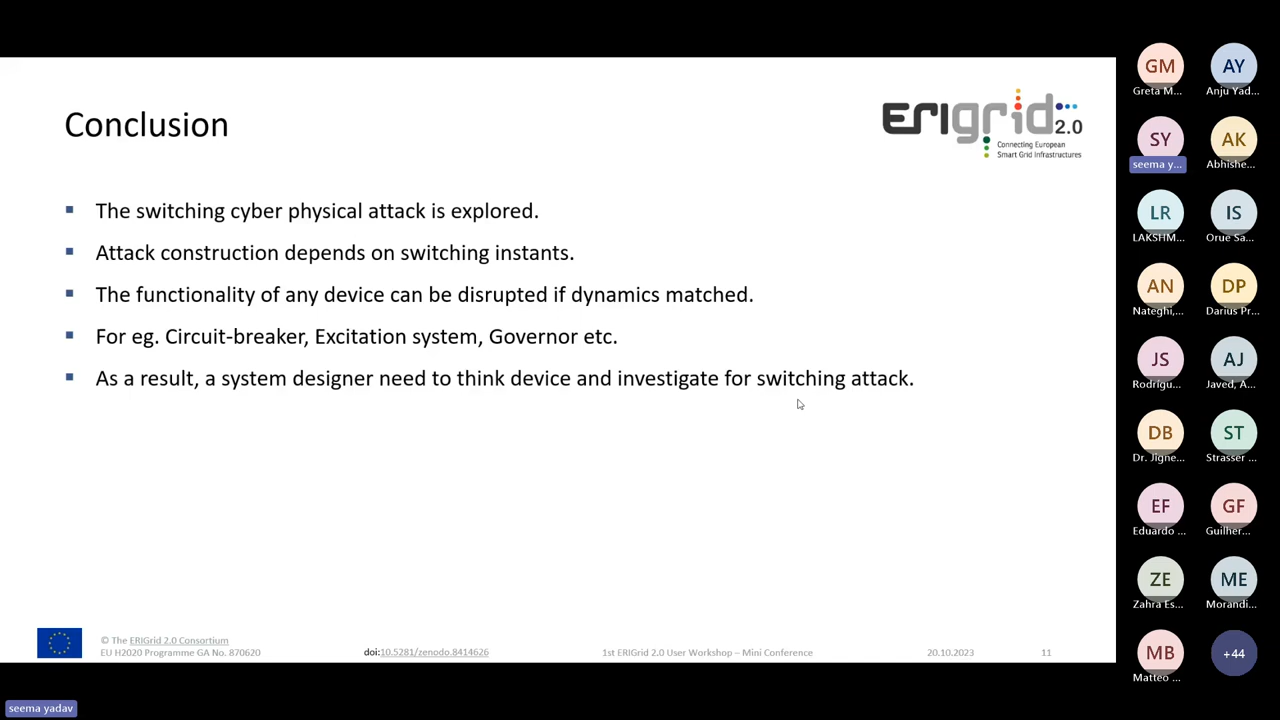 Conclusion
ERIgrid 2.0
Connecting European
Smart Grid Infrastructures
The switching cyber physical attack is explored.
Attack construction depends on switching instants.
The functionality of any device can be disrupted if dynamics matched.
For eg. Circuit-breaker, Excitation system, Governor etc.
As a result, a system designer need to think device and investigate for switching attack.
© The ERIGrid 2.0 Consortium
EU H2020 Programme GA No. 870620
doi:10.5281/zenodo.8414626
1st ERIGrid 2.0 User Workshop – Mini Conference
20.10.2023
11
GM AY
Greta M... Anju Yad...
SY AK
seema y... Abhishe...
LR IS
LAKSHM... Orue Sa...
AN DP
Nateghi,... Darius Pr...
JS AJ
Rodrigu... Javed, A...
DB ST
Dr. Jigne... Strasser ...
EF GF
Eduardo ... Guilher...
ZE ME
Zahra Es... Morandi...
MB +44
Matteo ...
seema yadav